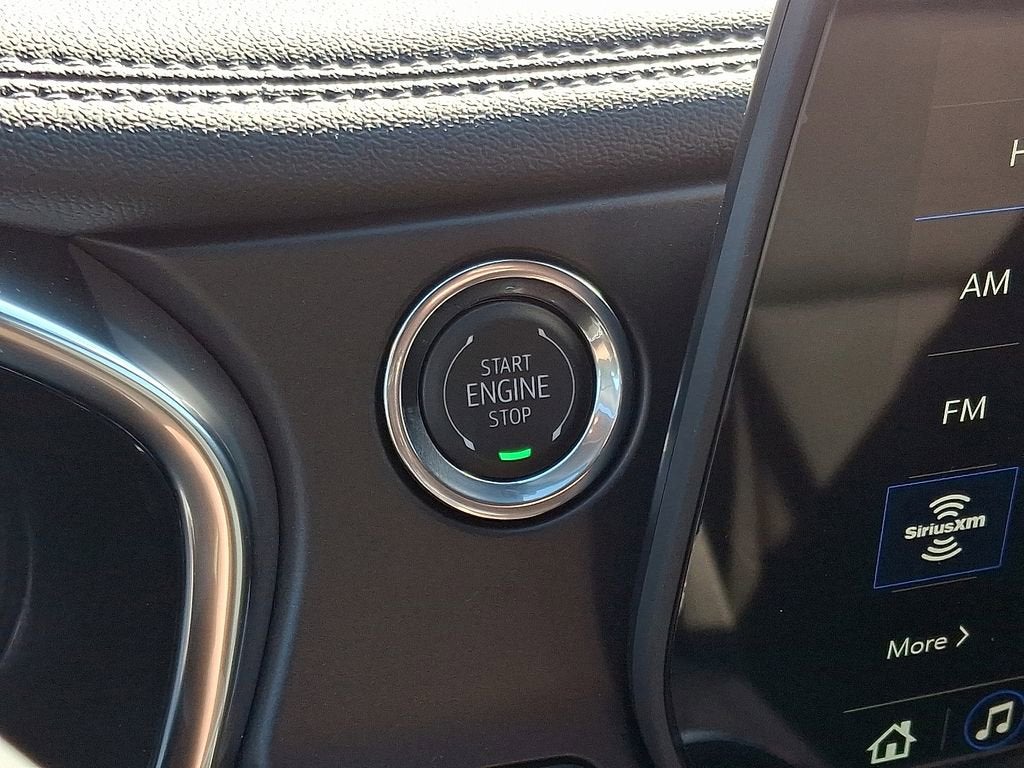 START
ENGINE
STOP
AM
FM
SiriusXm
More >